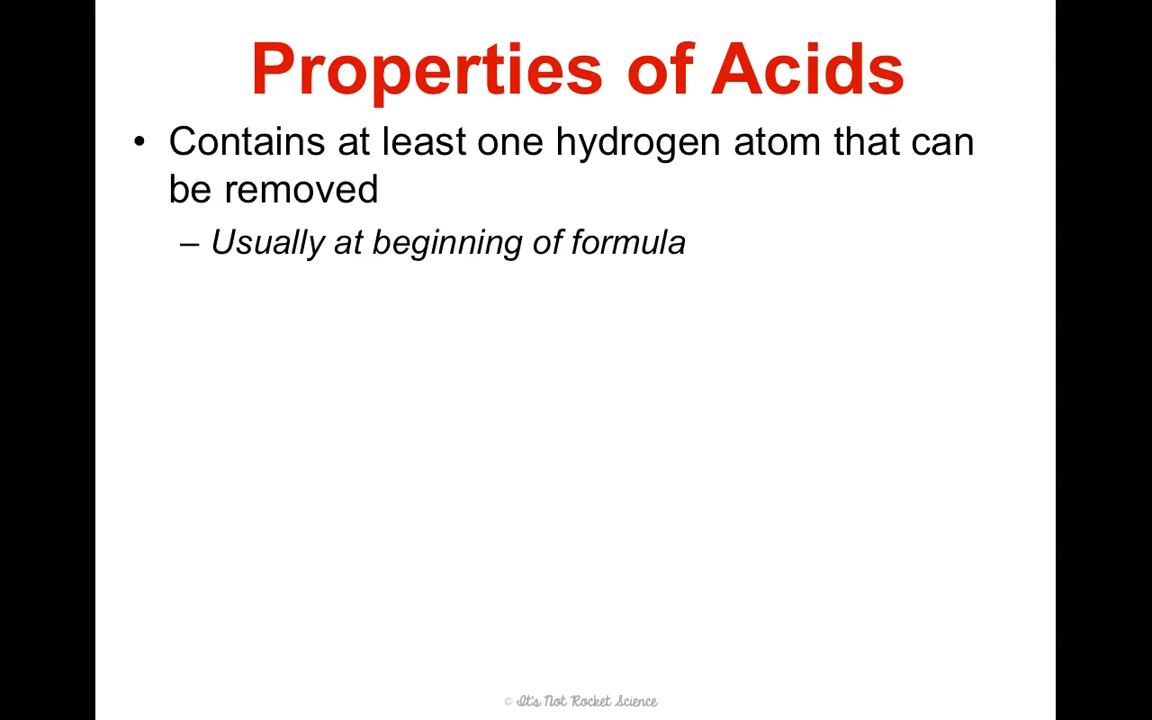 Properties of Acids
• Contains at least one hydrogen atom that can
be removed
– Usually at beginning of formula
© It's Not Rocket Science